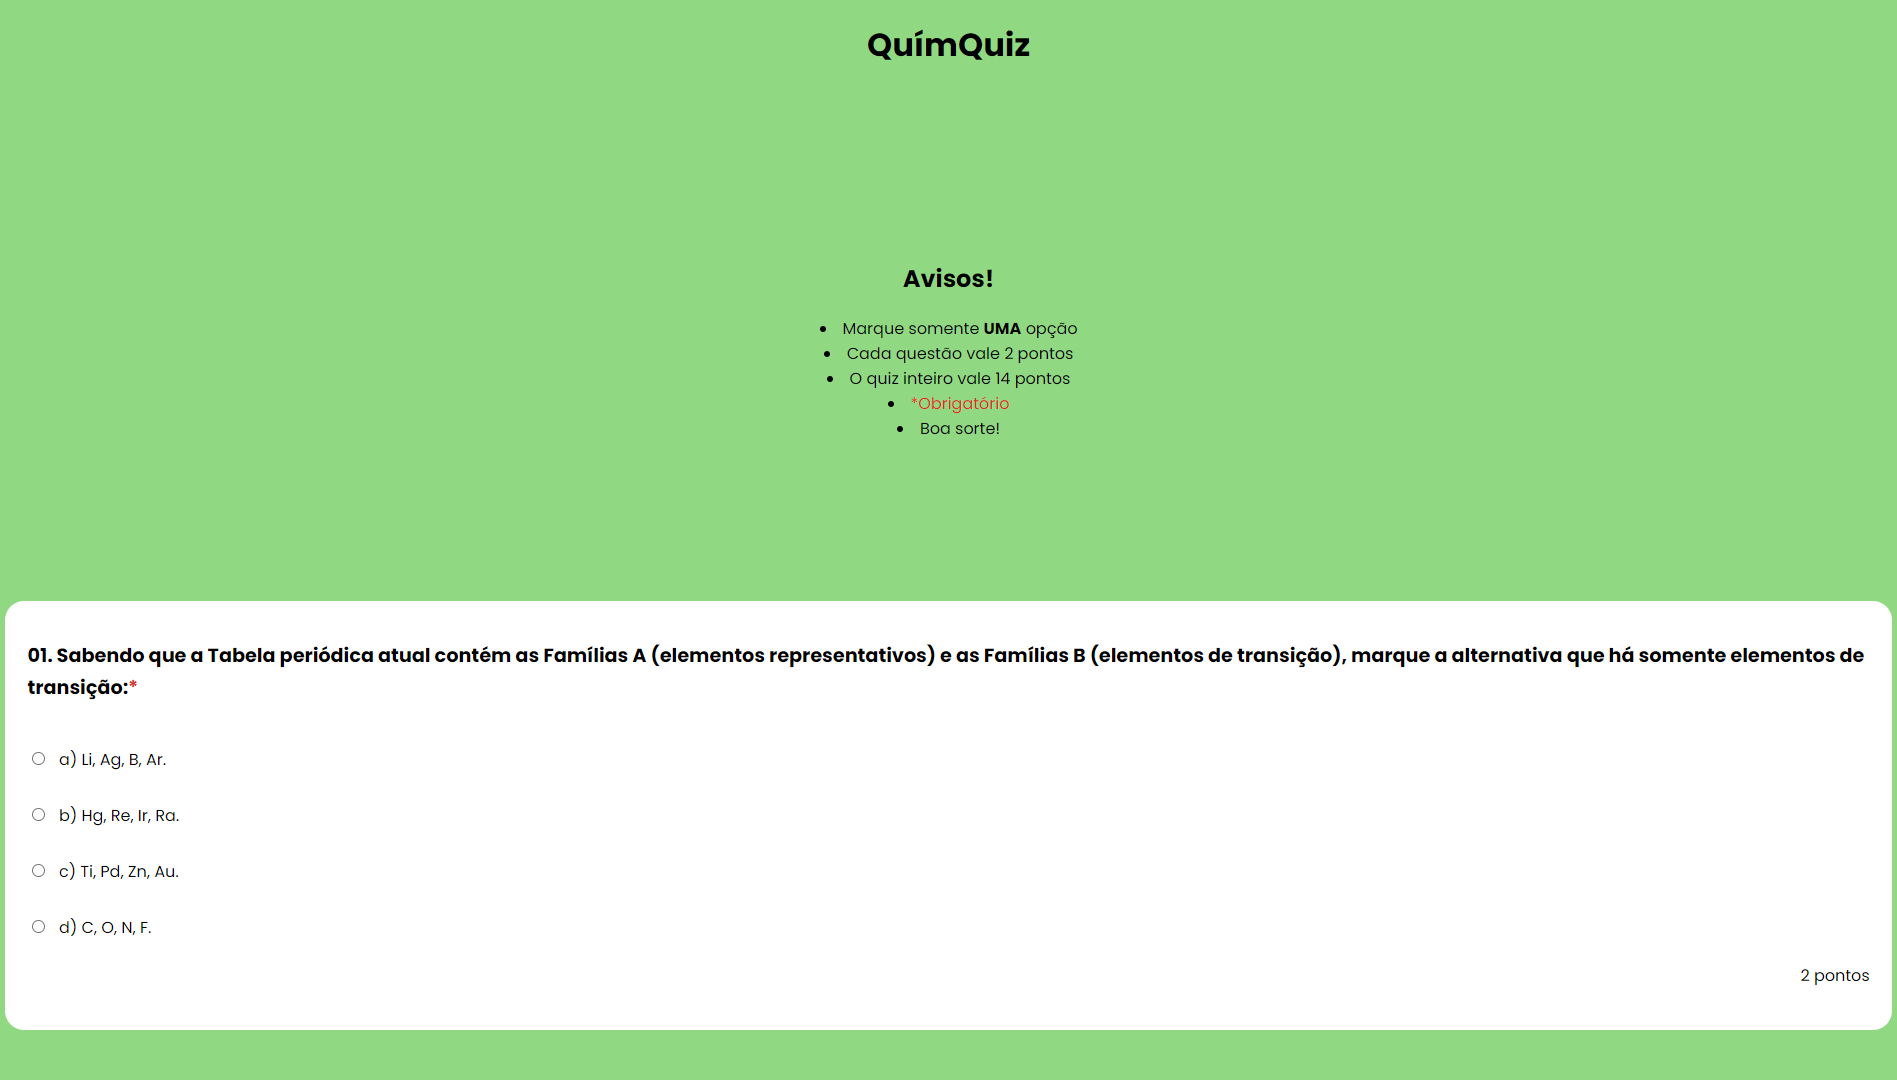 QuímQuiz
Avisos!
Marque somente UMA opção
Cada questão vale 2 pontos
O quiz inteiro vale 14 pontos
*Obrigatório
Boa sorte!
01. Sabendo que a Tabela periódica atual contém as Famílias A (elementos representativos) e as Famílias B (elementos de transição), marque a alternativa que há somente elementos de
transição:*
a) Li, Ag, B, Ar.
b) Hg, Re, Ir, Ra.
c) Ti, Pd, Zn, Au.
d) C, O, N, F.
2 pontos